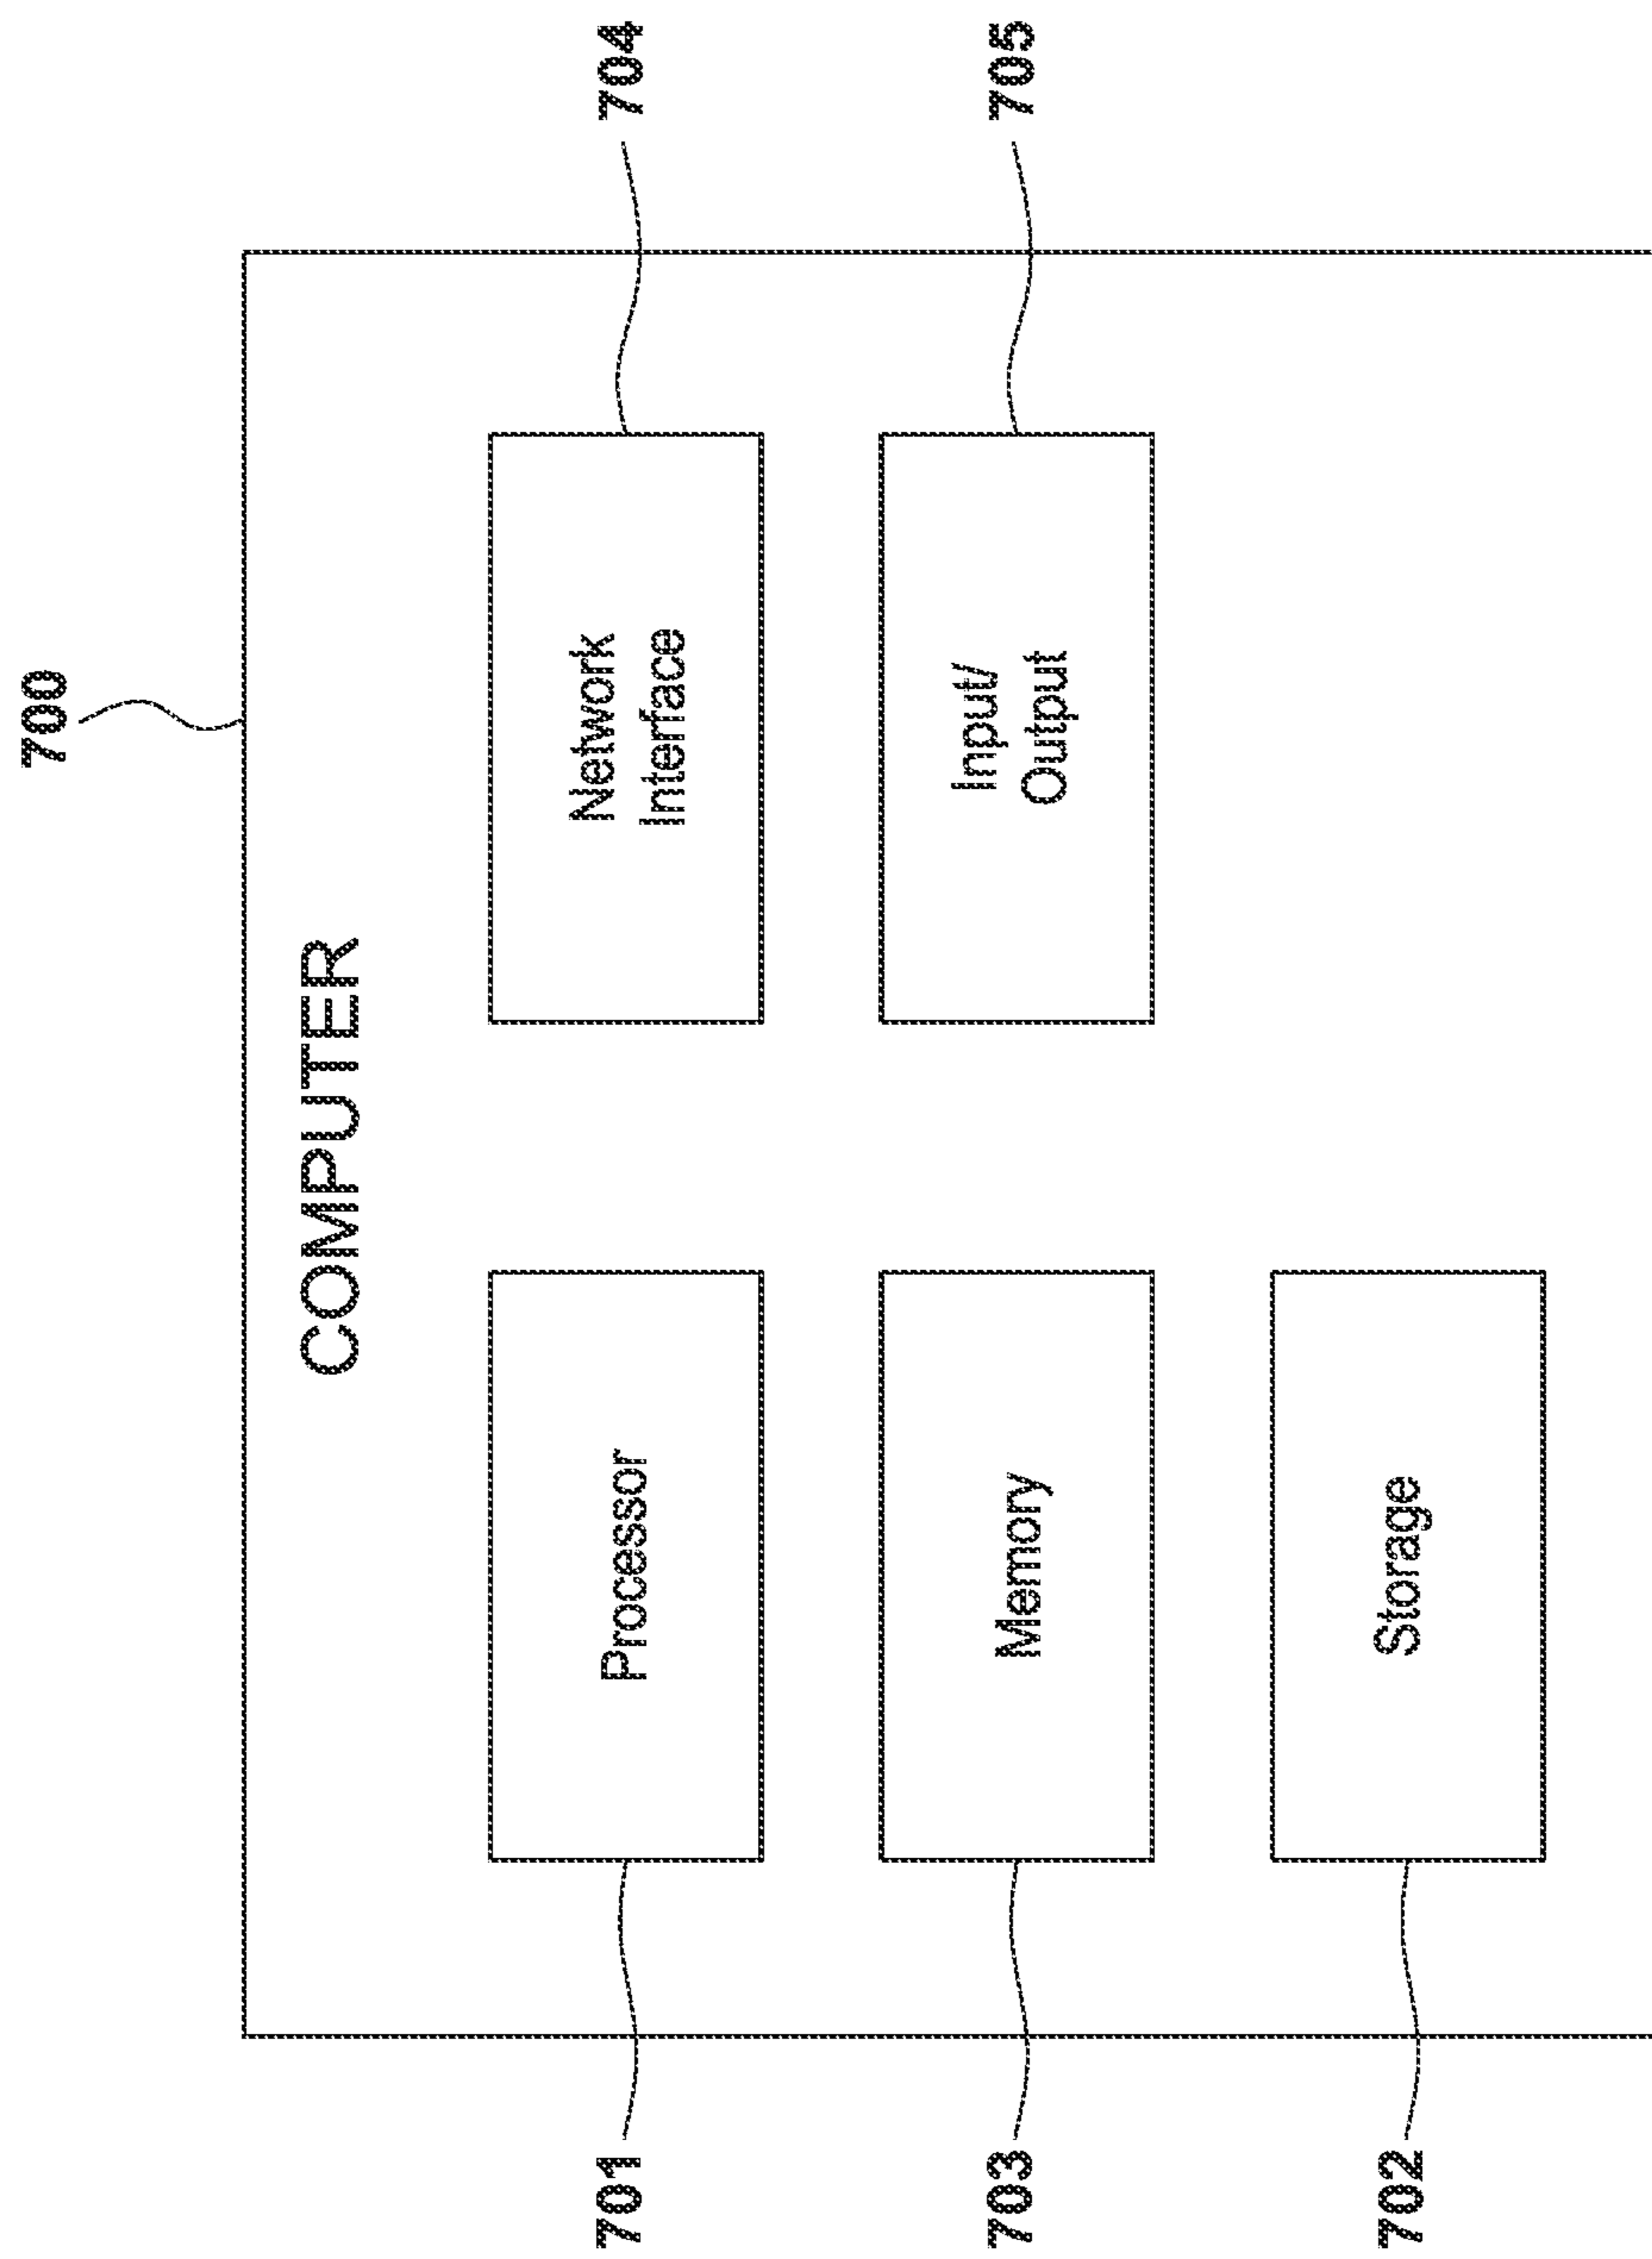 700
COMPUTER
701
Processor
Network
Interface
704
703
Memory
Input/
Output
705
702
Storage